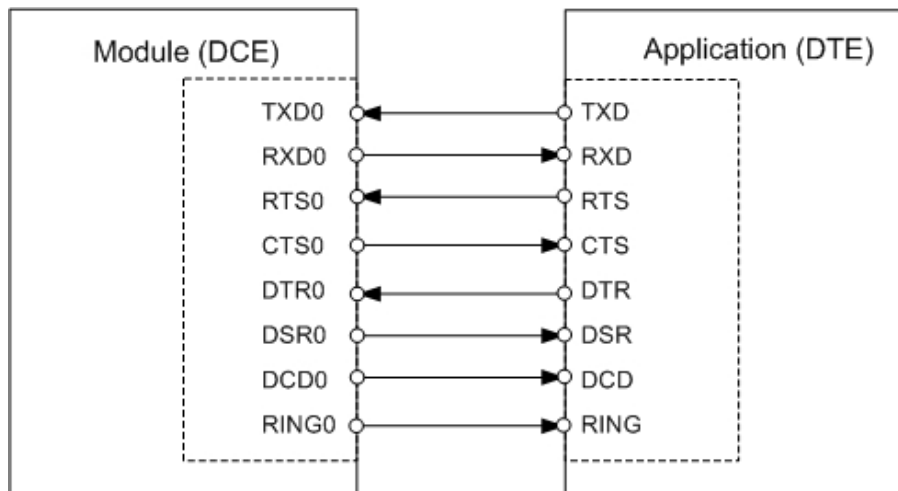 Module (DCE)
Application (DTE)
TXD0
TXD
RXD0
RXD
RTS0
RTS
CTS0
CTS
DTR0
DTR
DSR0
DSR
DCD0
DCD
RING0
RING